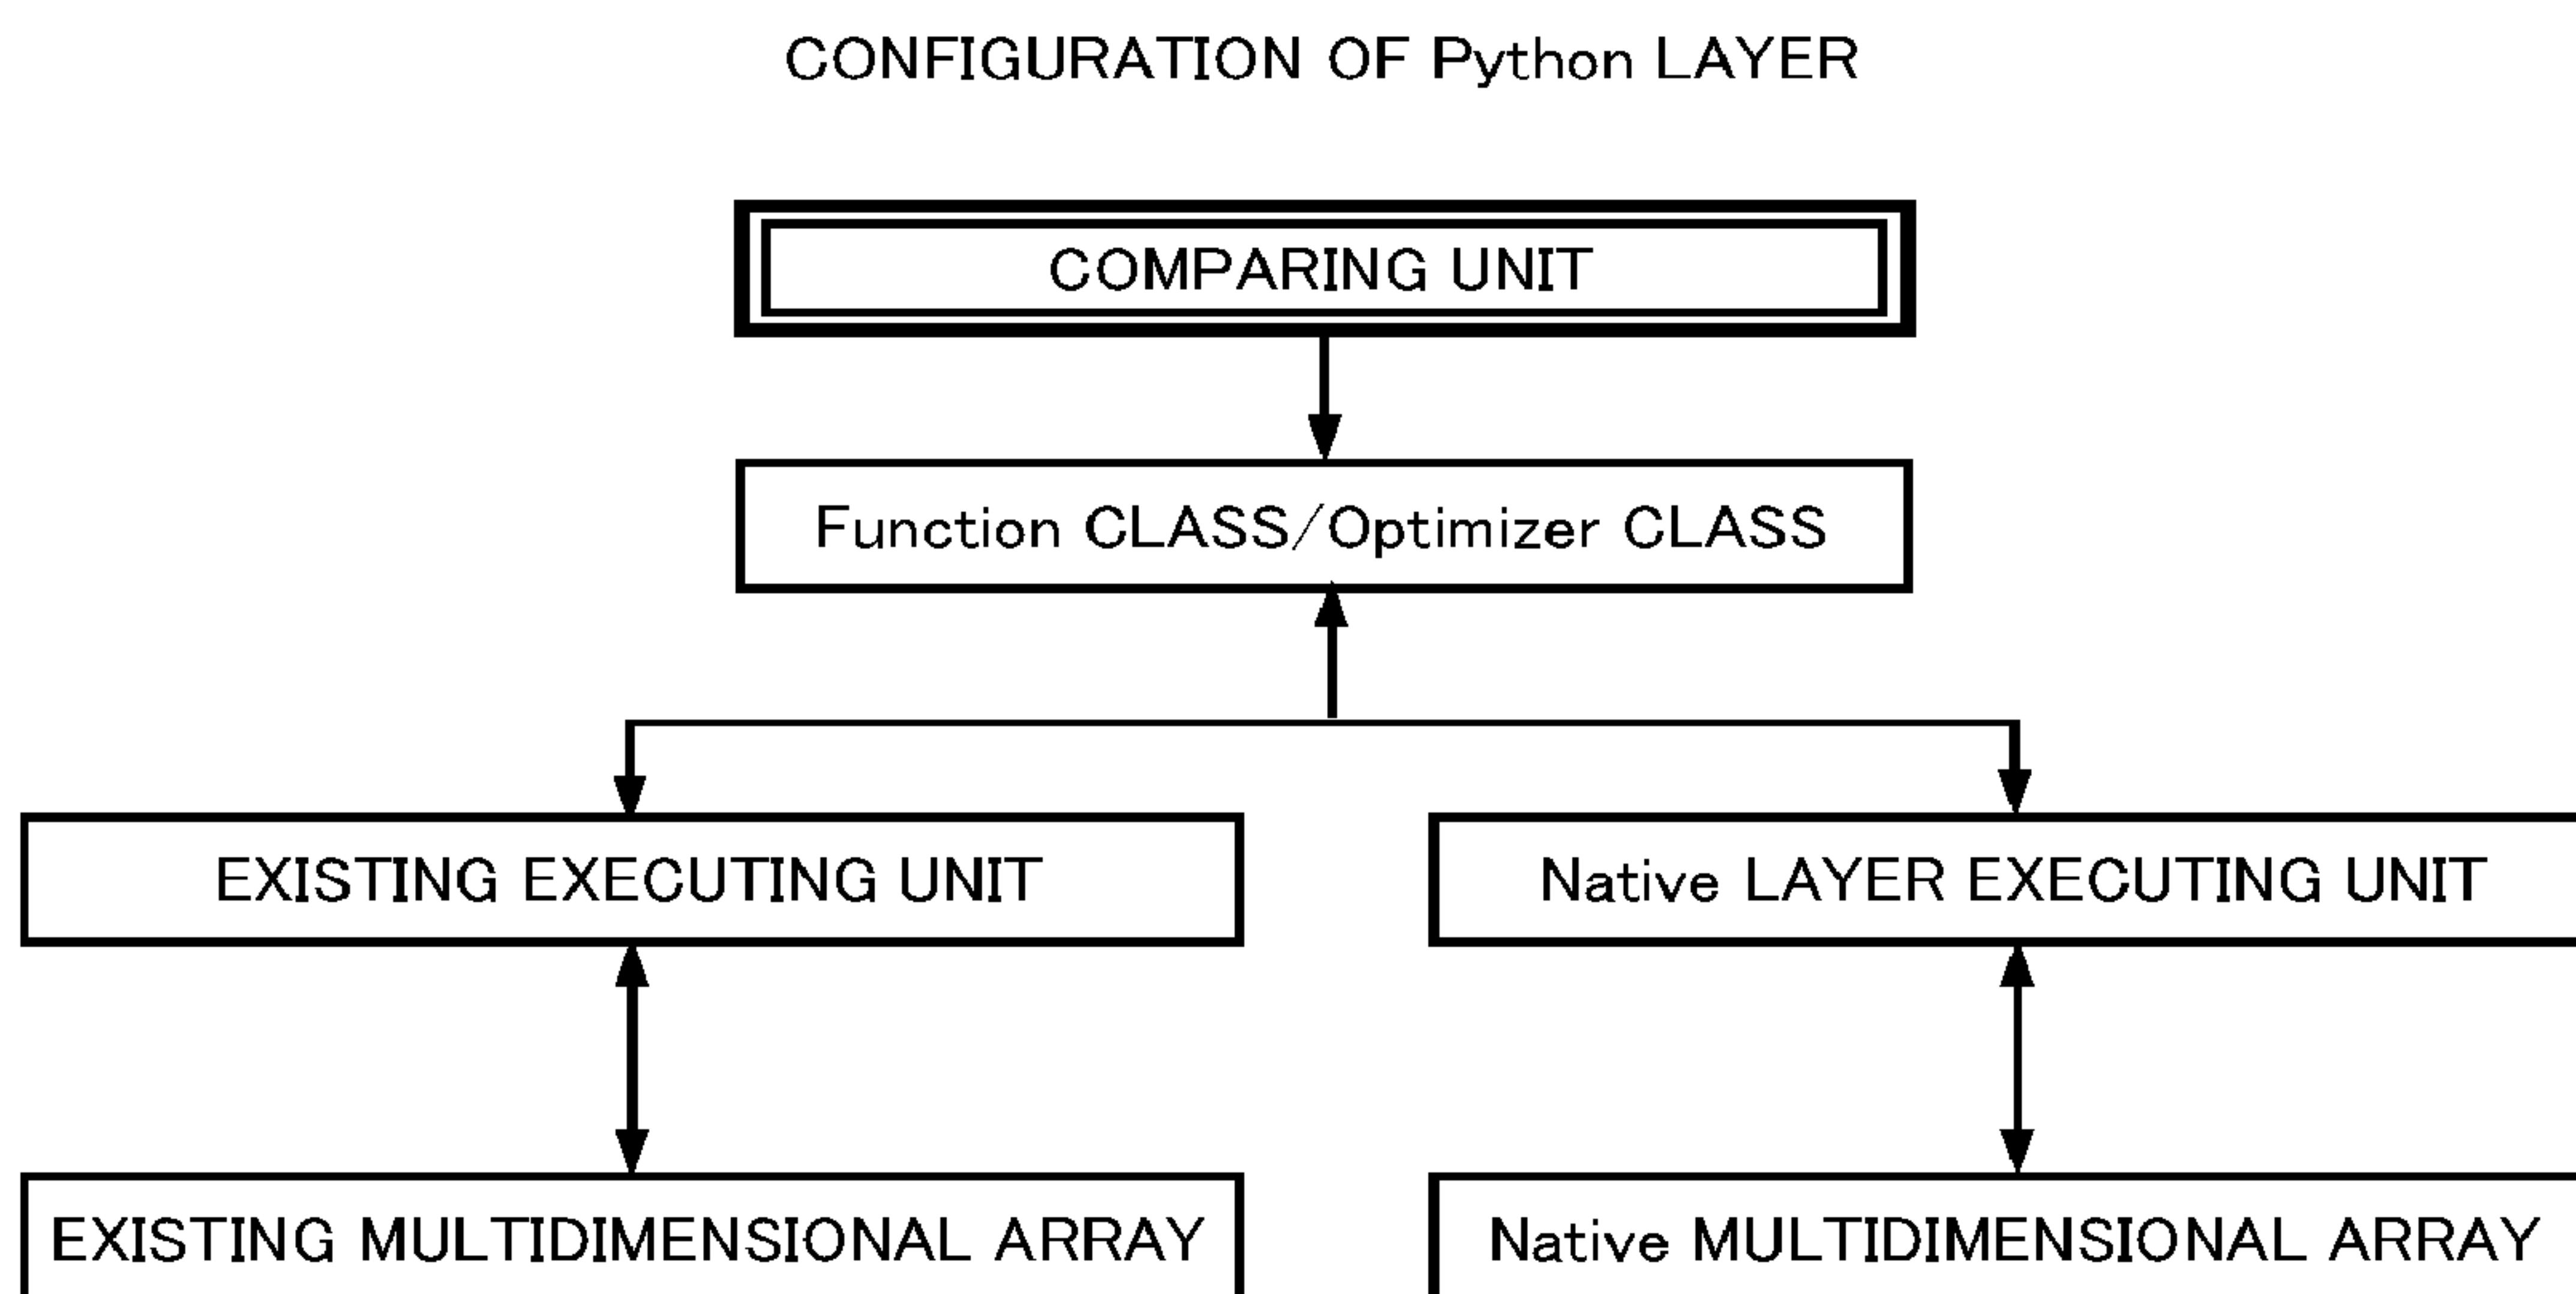 CONFIGURATION OF Python LAYER
COMPARING UNIT
Function CLASS/Optimizer CLASS
EXISTING EXECUTING UNIT
Native LAYER EXECUTING UNIT
EXISTING MULTIDIMENSIONAL ARRAY
Native MULTIDIMENSIONAL ARRAY